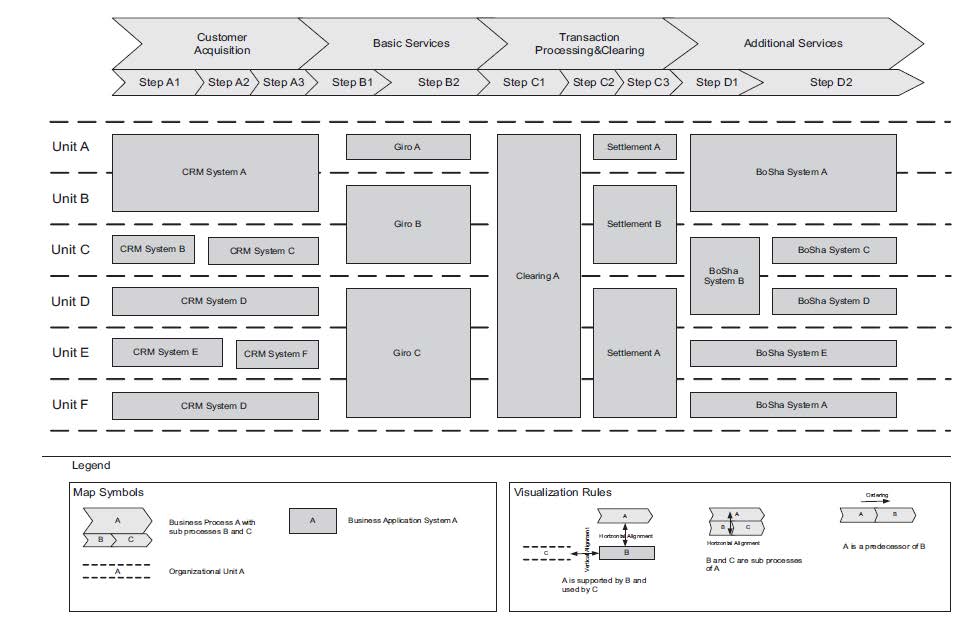 Customer
Acquisition
Basic Services
Transaction
Processing&Clearing
Additional Services
Step A1
Step A2
Step A3
Step B1
Step B2
Step C1
Step C2
Step C3
Step D1
Step D2
Unit A
CRM System A
Giro A
Clearing A
Settlement A
BoSha System A
Unit B
Giro B
Settlement B
Unit C
CRM System B
CRM System C
BoSha
System B
BoSha System C
Unit D
CRM System D
Giro C
Settlement A
BoSha System D
Unit E
CRM System E
CRM System F
BoSha System E
Unit F
CRM System D
BoSha System A
Legend
Map Symbols
A
B
C
Business Process A with
sub processes B and C
A
Business Application System A
A
Organizational Unit A
Visualization Rules
A
Horizontal Alignment
Vertical Alignment
C
B
A is supported by B and
used by C
A
B
C
Horizontal Alignment
B and C are sub processes
of A
Ordering
A
B
A is a predecessor of B